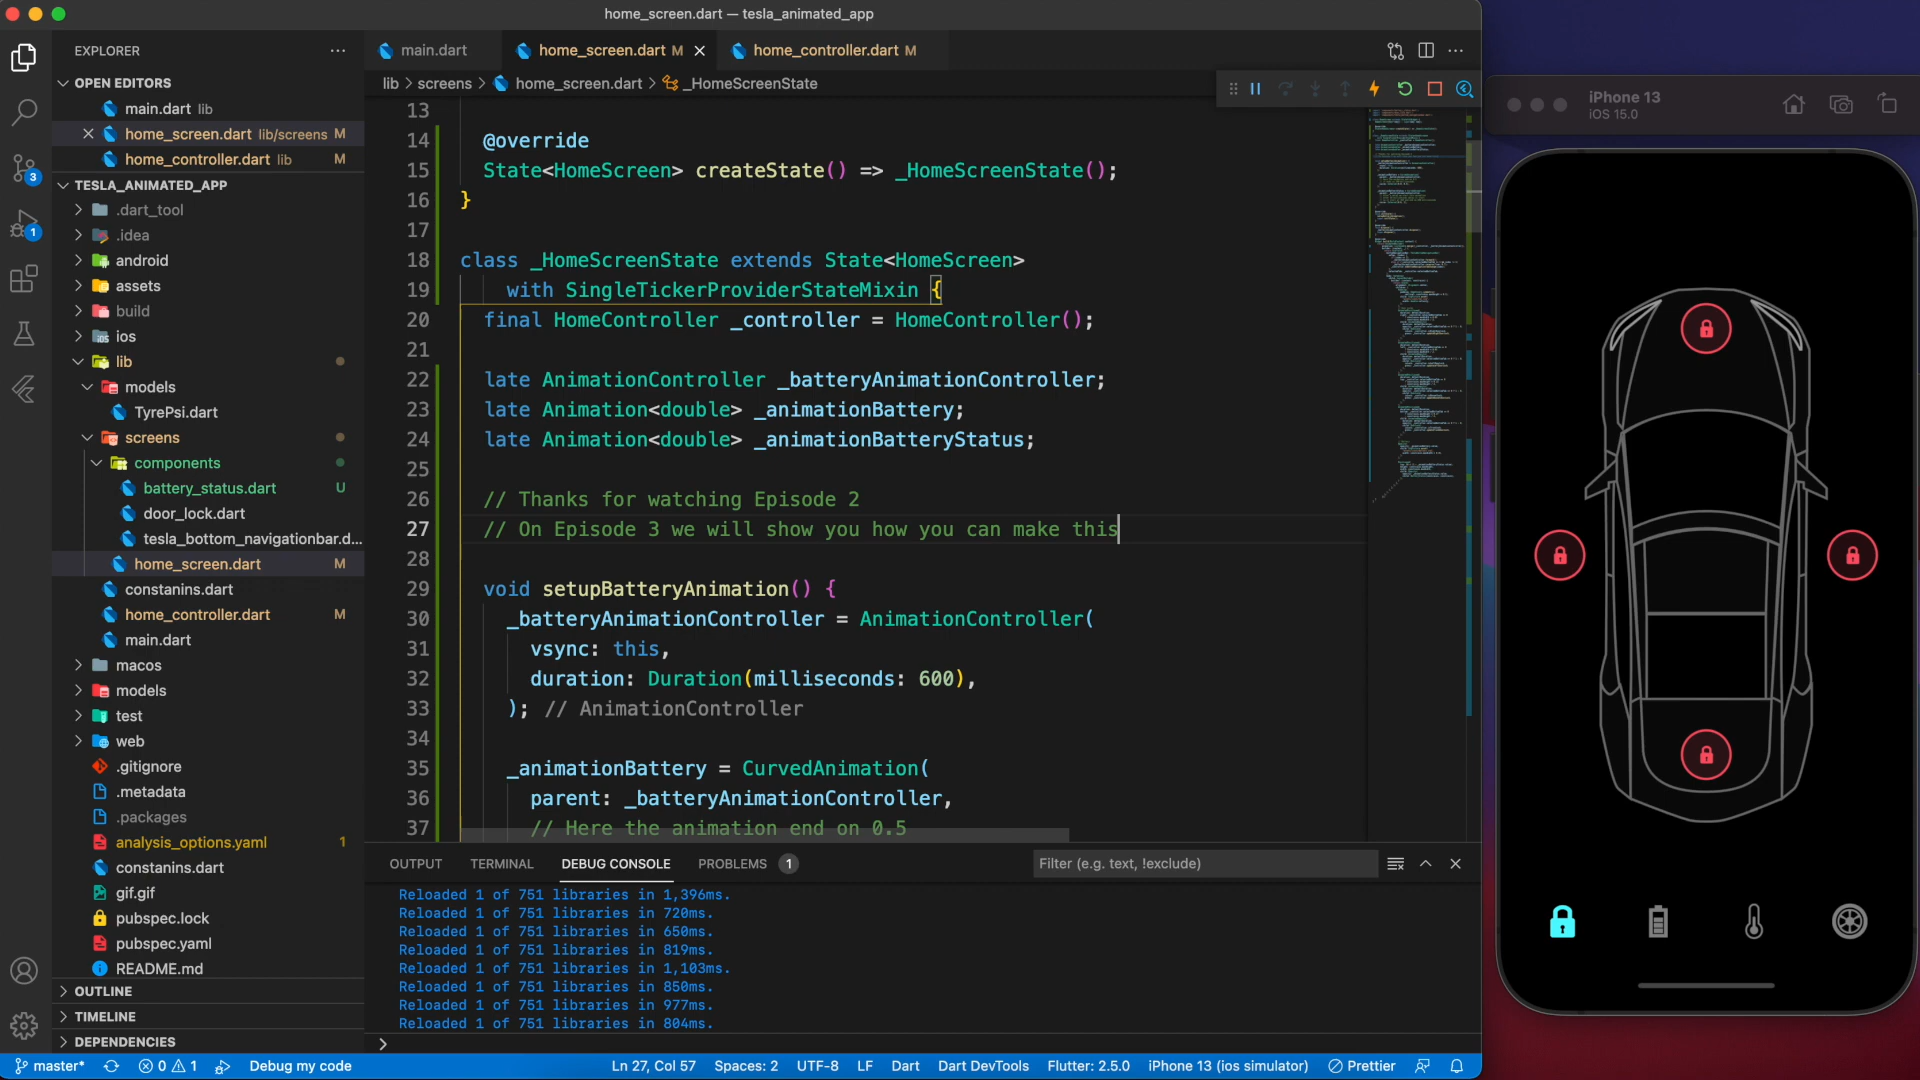 home_screen.dart — tesla_animated_app
EXPLORER
OPEN EDITORS
main.dart lib
home_screen.dart lib/screens M
home_controller.dart lib M
TESLA_ANIMATED_APP
.dart_tool
.idea
android
assets
build
ios
lib
models
TyrePsi.dart
screens
components
battery_status.dart U
door_lock.dart
tesla_bottom_navigationbar.d...
home_screen.dart M
constanins.dart
home_controller.dart M
main.dart
macos
models
test
web
.gitignore
.metadata
.packages
analysis_options.yaml 1
constanins.dart
gif.gif
pubspec.lock
pubspec.yaml
README.md
OUTLINE
TIMELINE
DEPENDENCIES
3
1
main.dart
home_screen.dart M
home_controller.dart M
lib > screens > home_screen.dart > _HomeScreenState
13
14 @override
15 State<HomeScreen> createState() => _HomeScreenState();
16 }
17
18 class _HomeScreenState extends State<HomeScreen>
19 with SingleTickerProviderStateMixin {
20 final HomeController _controller = HomeController();
21
22 late AnimationController _batteryAnimationController;
23 late Animation<double> _animationBattery;
24 late Animation<double> _animationBatteryStatus;
25
26 // Thanks for watching Episode 2
27 // On Episode 3 we will show you how you can make this
28
29 void setupBatteryAnimation() {
30 _batteryAnimationController = AnimationController(
31 vsync: this,
32 duration: Duration(milliseconds: 600),
33 ); // AnimationController
34
35 _animationBattery = CurvedAnimation(
36 parent: _batteryAnimationController,
37 // Here the animation end on 0.5
OUTPUT TERMINAL DEBUG CONSOLE PROBLEMS 1
Filter (e.g. text, !exclude)
Reloaded 1 of 751 libraries in 1,396ms.
Reloaded 1 of 751 libraries in 720ms.
Reloaded 1 of 751 libraries in 650ms.
Reloaded 1 of 751 libraries in 819ms.
Reloaded 1 of 751 libraries in 1,103ms.
Reloaded 1 of 751 libraries in 850ms.
Reloaded 1 of 751 libraries in 977ms.
Reloaded 1 of 751 libraries in 804ms.
>
master* 0 1 Debug my code Ln 27, Col 57 Spaces: 2 UTF-8 LF Dart Dart DevTools Flutter: 2.5.0 iPhone 13 (ios simulator) Prettier
iPhone 13
iOS 15.0